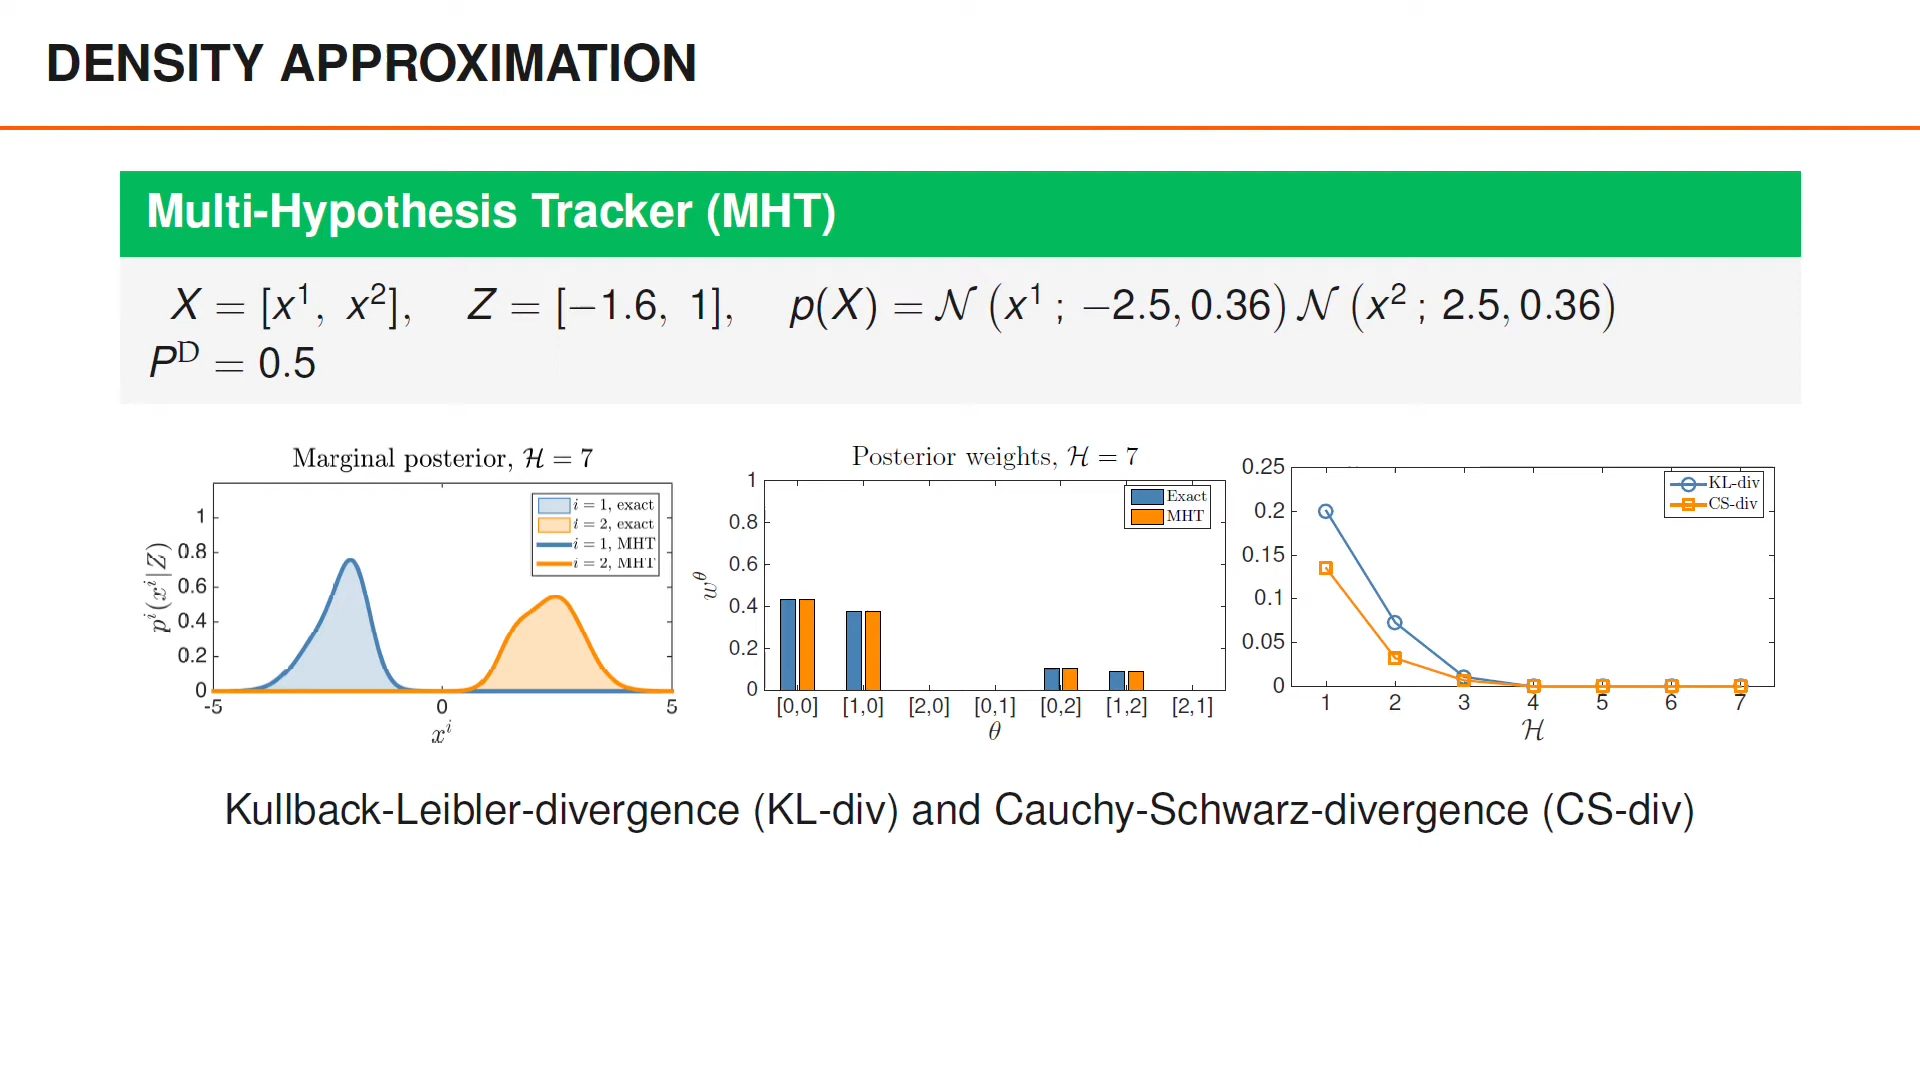 DENSITY APPROXIMATION
Multi-Hypothesis Tracker (MHT)
X = [x¹, x²], Z = [−1.6, 1], p(X) = 𝒩(x¹ ; −2.5, 0.36) 𝒩(x² ; 2.5, 0.36)
Pᴰ = 0.5
Marginal posterior, ℋ = 7
i = 1, exact
i = 2, exact
i = 1, MHT
i = 2, MHT
pⁱ(xⁱ|Z)
1
0.8
0.6
0.4
0.2
0
-5 0 5
xⁱ
Posterior weights, ℋ = 7
Exact
MHT
w^θ
1
0.8
0.6
0.4
0.2
0
[0,0] [1,0] [2,0] [0,1] [0,2] [1,2] [2,1]
θ
KL-div
CS-div
0.25
0.2
0.15
0.1
0.05
0
1 2 3 4 5 6 7
ℋ
Kullback-Leibler-divergence (KL-div) and Cauchy-Schwarz-divergence (CS-div)